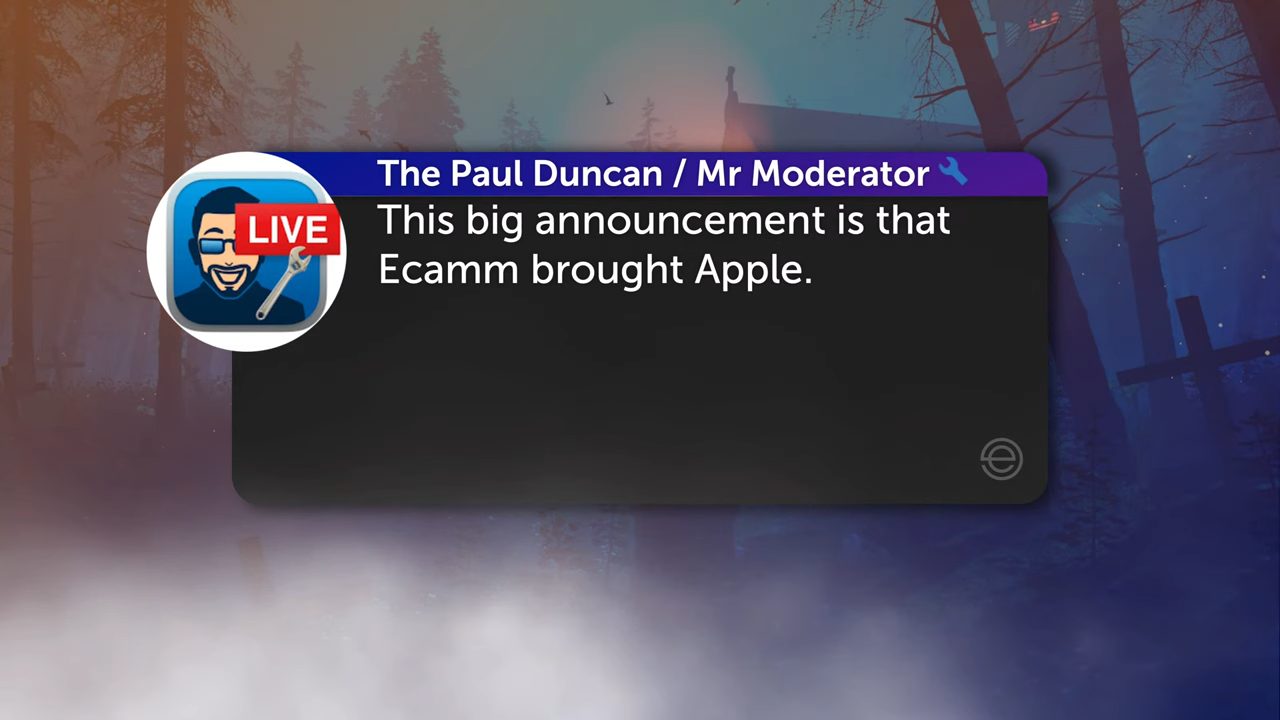 The Paul Duncan / Mr Moderator
LIVE
This big announcement is that
Ecamm brought Apple.